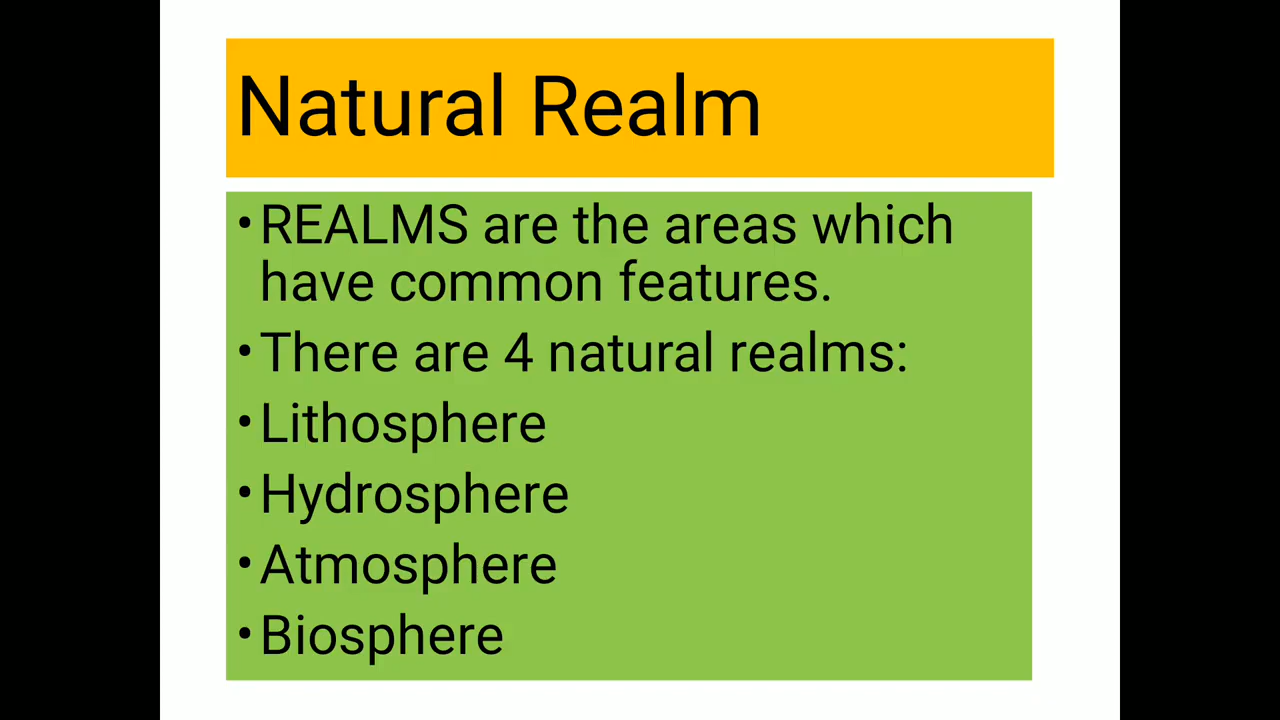 Natural Realm
•REALMS are the areas which
have common features.
•There are 4 natural realms:
•Lithosphere
•Hydrosphere
•Atmosphere
•Biosphere